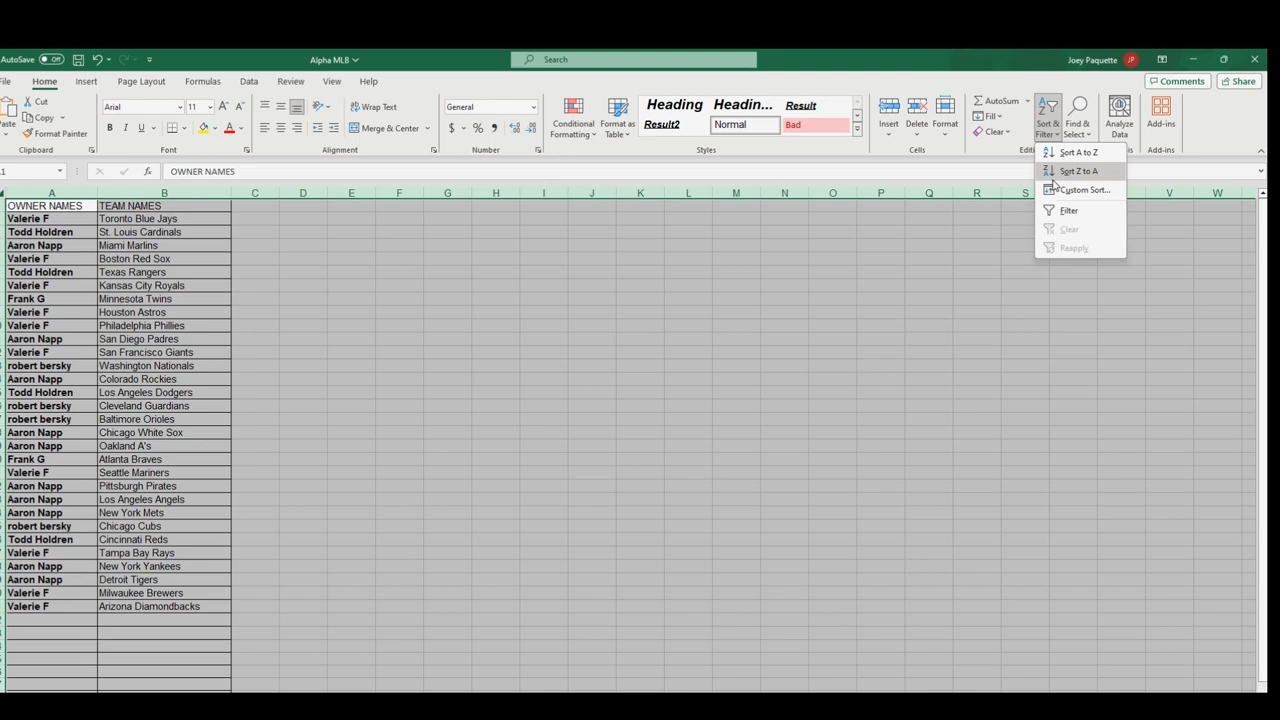 AutoSave Off Alpha MLB Search Joey Paquette JP
File Home Insert Page Layout Formulas Data Review View Help Comments Share
Cut Arial 11 Wrap Text General Heading Headin... Result AutoSum
Copy Conditional Format as Insert Delete Format Fill Sort & Find & Analyze Add-ins
Paste Format Painter B I U A Merge & Center $ % Formatting Table Result2 Normal Bad Clear Filter Select Data
Clipboard Font Alignment Number Styles Cells Add-ins
Sort A to Z
Sort Z to A
Custom Sort...
Filter
Clear
Reapply
fx OWNER NAMES
A B C D E F G H I J K L M N O P Q R S V W
OWNER NAMES TEAM NAMES
Valerie F Toronto Blue Jays
Todd Holdren St. Louis Cardinals
Aaron Napp Miami Marlins
Valerie F Boston Red Sox
Todd Holdren Texas Rangers
Valerie F Kansas City Royals
Frank G Minnesota Twins
Valerie F Houston Astros
Valerie F Philadelphia Phillies
Aaron Napp San Diego Padres
Valerie F San Francisco Giants
robert bersky Washington Nationals
Aaron Napp Colorado Rockies
Todd Holdren Los Angeles Dodgers
robert bersky Cleveland Guardians
robert bersky Baltimore Orioles
Aaron Napp Chicago White Sox
Aaron Napp Oakland A's
Frank G Atlanta Braves
Valerie F Seattle Mariners
Aaron Napp Pittsburgh Pirates
Aaron Napp Los Angeles Angels
Aaron Napp New York Mets
robert bersky Chicago Cubs
Todd Holdren Cincinnati Reds
Valerie F Tampa Bay Rays
Aaron Napp New York Yankees
Aaron Napp Detroit Tigers
Valerie F Milwaukee Brewers
Valerie F Arizona Diamondbacks